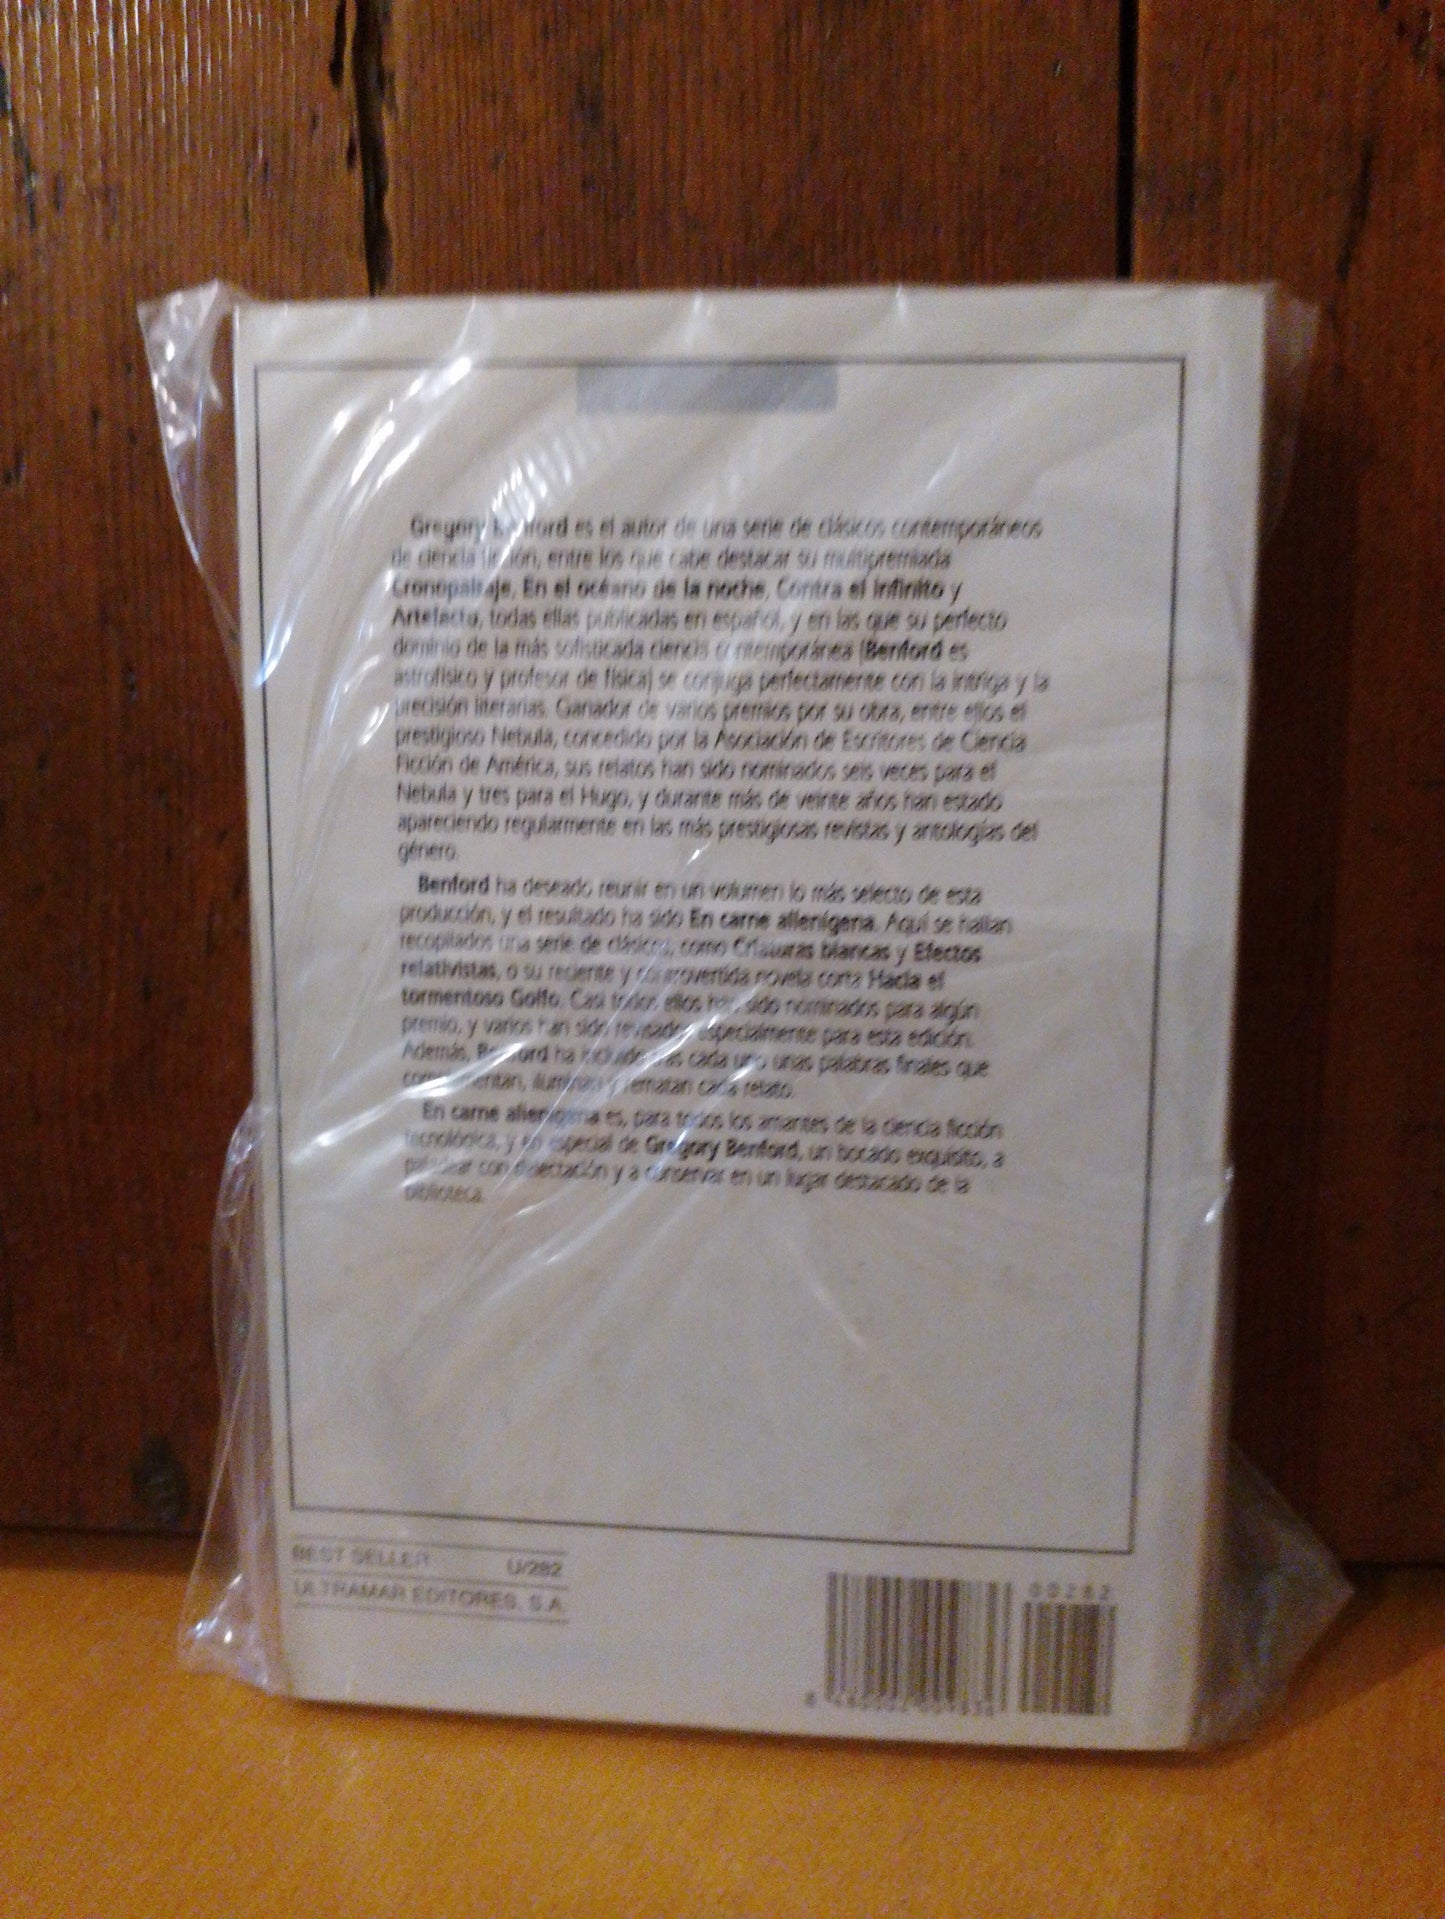 Gregory Benford es el autor de una serie de clásicos contemporáneos
de ciencia ficción, entre los que cabe destacar su multipremiada
Cronopaisaje, En el océano de la noche, Contra el infinito y
Artefacto, todas ellas publicadas en español, y en las que su perfecto
dominio de la más sofisticada ciencia contemporánea (Benford es
astrofísico y profesor de física) se conjuga perfectamente con la intriga y la
precisión literarias. Ganador de varios premios por su obra, entre ellos el
prestigioso Nebula, concedido por la Asociación de Escritores de Ciencia
Ficción de América, sus relatos han sido nominados seis veces para el
Nebula y tres para el Hugo, y durante más de veinte años han estado
apareciendo regularmente en las más prestigiosas revistas y antologías del
género.
Benford ha deseado reunir en un volumen lo más selecto de esta
producción, y el resultado ha sido En carne alienígena. Aquí se hallan
recopilados una serie de clásicos, como Criaturas blancas y Efectos
relativistas, o su reciente y controvertida novela corta Hacia el
tormentoso Golfo. Casi todos ellos han sido nominados para algún
premio, y varios han sido revisados especialmente para esta edición.
Además, Benford ha incluido tras cada uno unas palabras finales que
complementan, iluminan y rematan cada relato.
En carne alienígena es, para todos los amantes de la ciencia ficción
tecnológica, y en especial de Gregory Benford, un bocado exquisito, a
paladear con delectación y a conservar en un lugar destacado de la
biblioteca.
BEST SELLER U/282
ULTRAMAR EDITORES, S.A.
00282